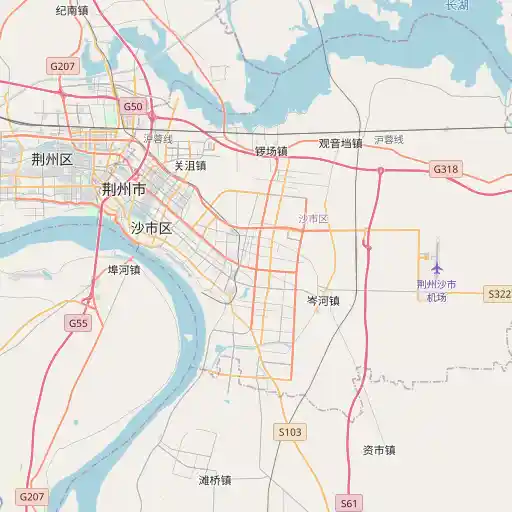 纪南镇
长湖
G207
G50
沪蓉线
锣场镇
观音垱镇
沪蓉线
荆州区
关沮镇
G318
荆州市
沙市区
沙市区
埠河镇
荆州沙市
机场
岑河镇
S322
G55
S103
资市镇
滩桥镇
G207
S61